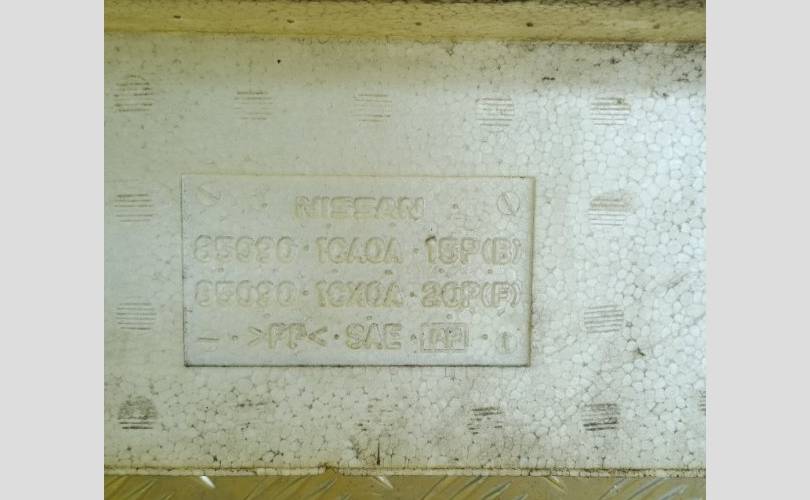 NISSAN
85090·1CA0A·15P(B)
85090·1CX0A·20P(F)
— · >PP< · SAE ·